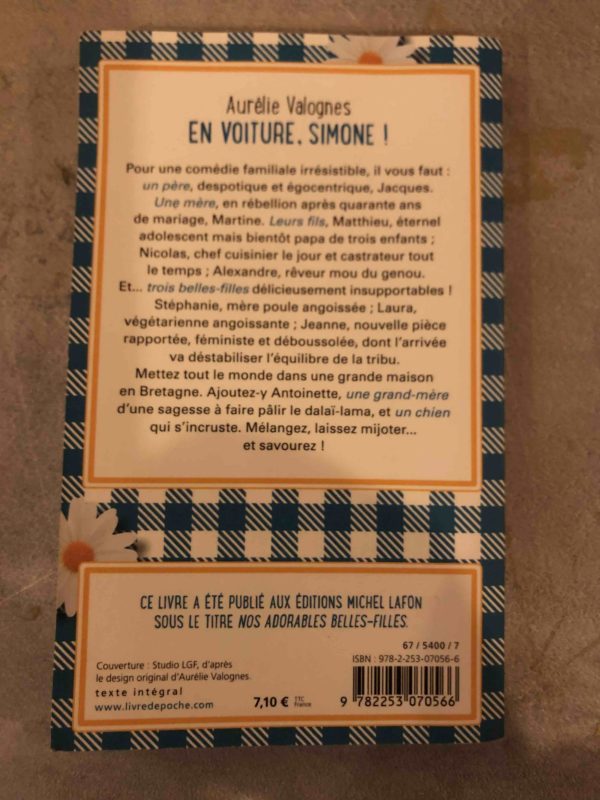 Aurélie Valognes
EN VOITURE, SIMONE !
Pour une comédie familiale irrésistible, il vous faut :
un père, despotique et égocentrique, Jacques.
Une mère, en rébellion après quarante ans
de mariage, Martine. Leurs fils, Matthieu, éternel
adolescent mais bientôt papa de trois enfants ;
Nicolas, chef cuisinier le jour et castrateur tout
le temps ; Alexandre, rêveur mou du genou.
Et... trois belles-filles délicieusement insupportables !
Stéphanie, mère poule angoissée ; Laura,
végétarienne angoissante ; Jeanne, nouvelle pièce
rapportée, féministe et déboussolée, dont l'arrivée
va déstabiliser l'équilibre de la tribu.
Mettez tout le monde dans une grande maison
en Bretagne. Ajoutez-y Antoinette, une grand-mère
d'une sagesse à faire pâlir le dalaï-lama, et un chien
qui s'incruste. Mélangez, laissez mijoter...
et savourez !
CE LIVRE A ÉTÉ PUBLIÉ AUX ÉDITIONS MICHEL LAFON
SOUS LE TITRE NOS ADORABLES BELLES-FILLES.
67 / 5400 / 7
ISBN : 978-2-253-07056-6
Couverture : Studio LGF, d'après
le design original d'Aurélie Valognes.
texte intégral
www.livredepoche.com
7,10 € TTC France
9 782253 070566